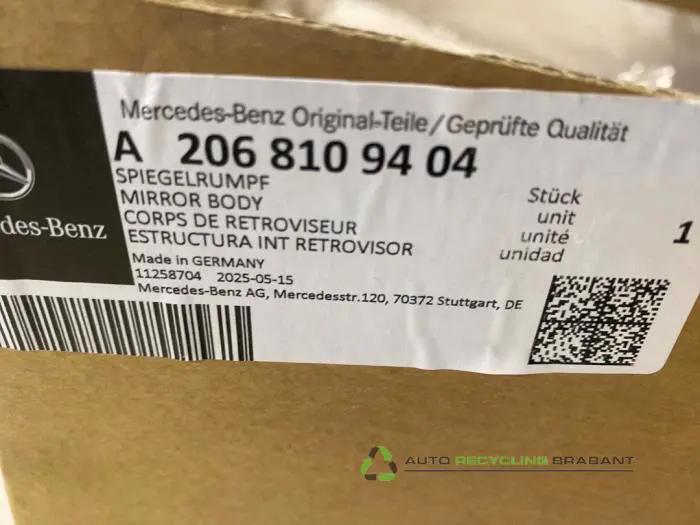 Mercedes-Benz Original-Teile/Geprüfte Qualität
A 206 810 94 04
SPIEGELRUMPF
MIRROR BODY
CORPS DE RETROVISEUR
ESTRUCTURA INT RETROVISOR
Stück
unit
unité
unidad
1
des-Benz
Made in GERMANY
11258704 2025-05-15
Mercedes-Benz AG, Mercedesstr.120, 70372 Stuttgart, DE
AUTO RECYCLING BRABANT